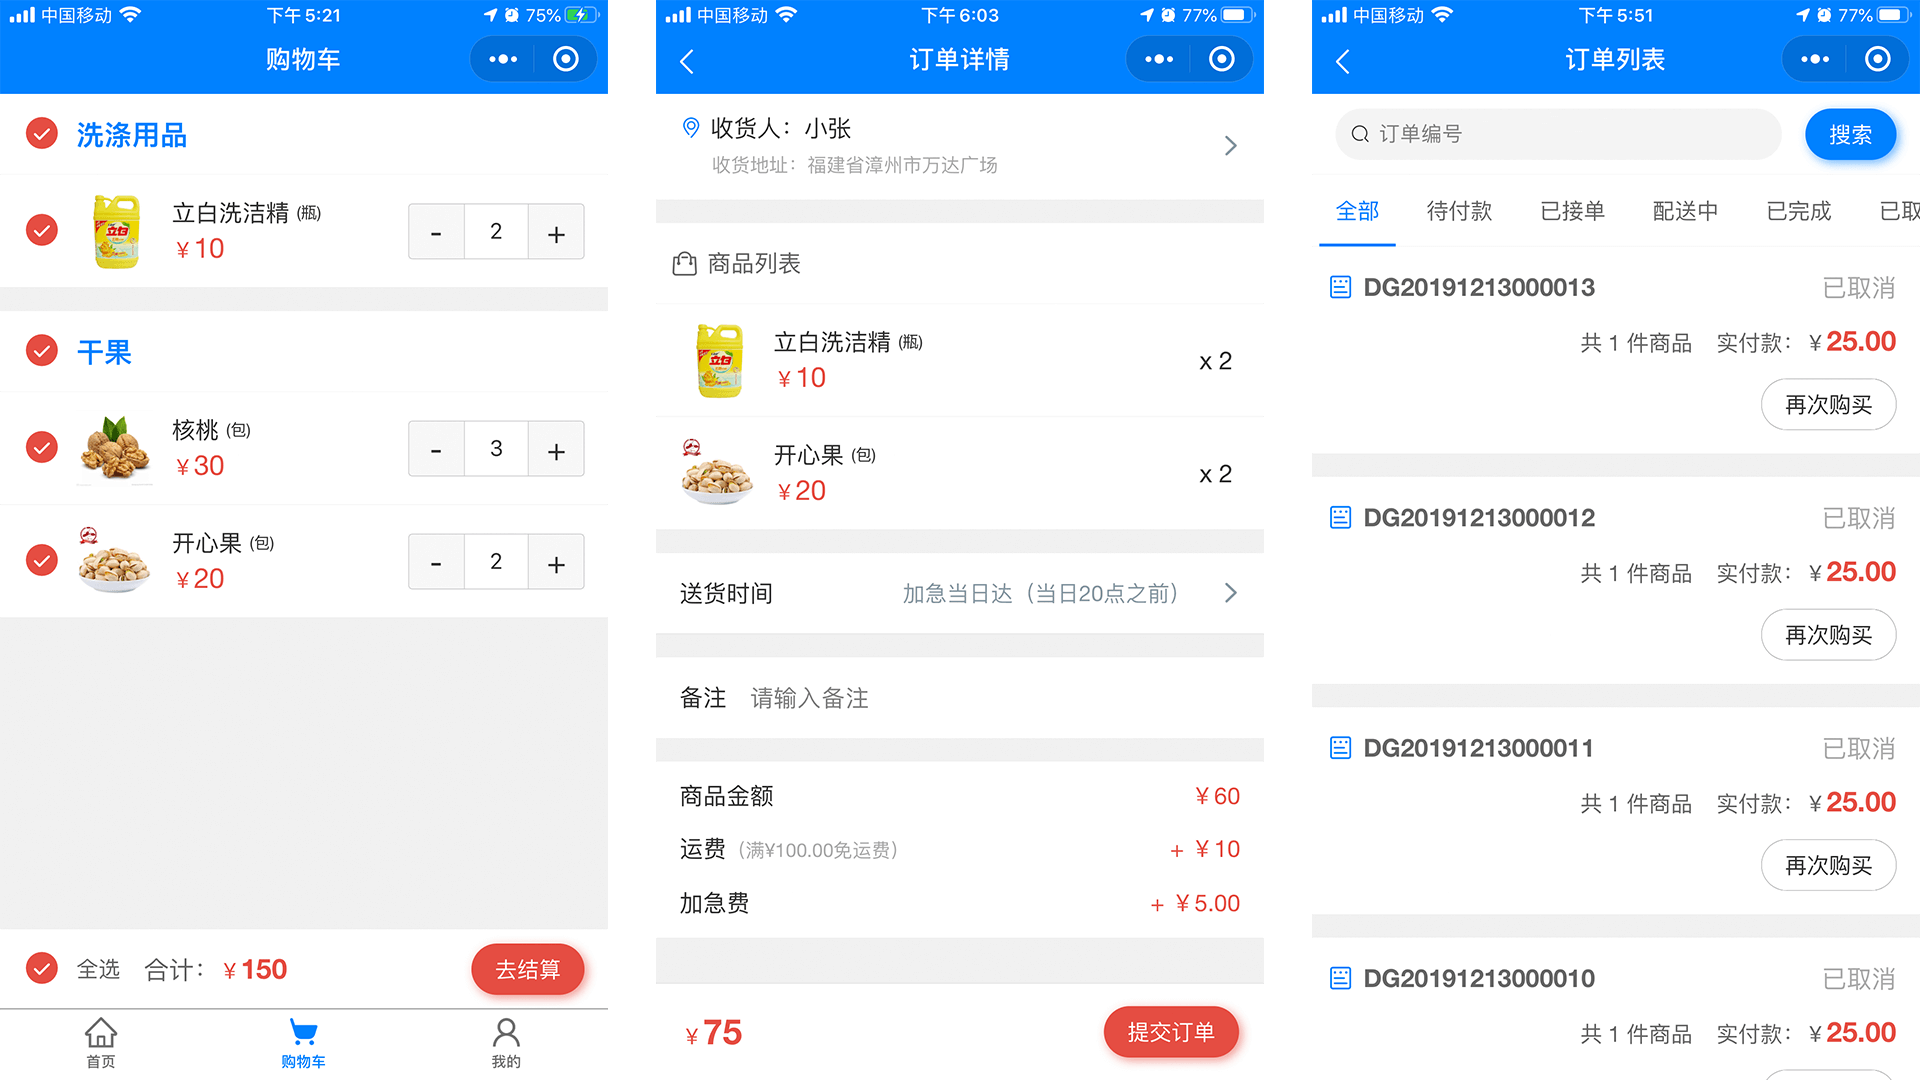 中国移动
下午 5:21
75%
购物车
洗涤用品
立白洗洁精 (瓶)
¥ 10
- 2 +
干果
核桃 (包)
¥ 30
- 3 +
开心果 (包)
¥ 20
- 2 +
全选 合计： ¥ 150
去结算
首页
购物车
我的
中国移动
下午 6:03
77%
订单详情
收货人： 小张
收货地址： 福建省漳州市万达广场
商品列表
立白洗洁精 (瓶)
¥ 10
x 2
开心果 (包)
¥ 20
x 2
送货时间 加急当日达（当日20点之前）
备注 请输入备注
商品金额 ¥ 60
运费（满¥100.00免运费） + ¥ 10
加急费 + ¥ 5.00
¥ 75
提交订单
中国移动
下午 5:51
77%
订单列表
订单编号
搜索
全部 待付款 已接单 配送中 已完成 已取
DG20191213000013 已取消
共 1 件商品 实付款： ¥ 25.00
再次购买
DG20191213000012 已取消
共 1 件商品 实付款： ¥ 25.00
再次购买
DG20191213000011 已取消
共 1 件商品 实付款： ¥ 25.00
再次购买
DG20191213000010 已取消
共 1 件商品 实付款： ¥ 25.00